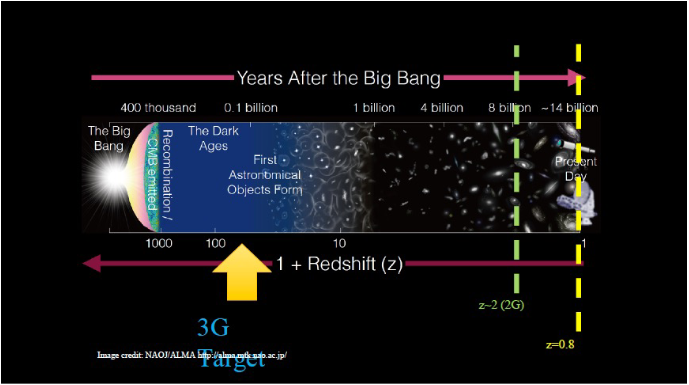 Years After the Big Bang
400 thousand 0.1 billion 1 billion 4 billion 8 billion ~14 billion
The Big
Bang
CMB emitted
Recombination /
The Dark
Ages
First
Astronomical
Objects Form
Present
Day
1000 100 10 1
1 + Redshift (z)
z~2 (2G)
z=0.8
3G
Target
Image credit: NAOJ/ALMA http://alma.mtk.nao.ac.jp/